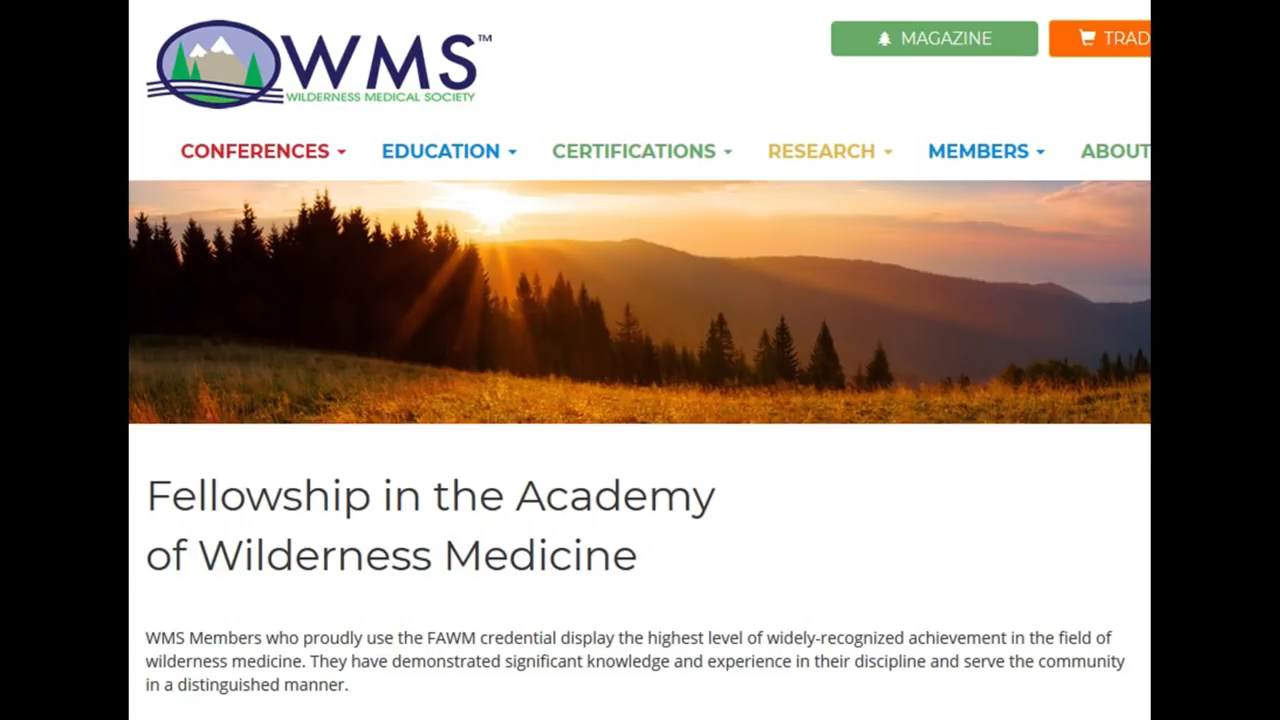 WMS™
WILDERNESS MEDICAL SOCIETY
MAGAZINE
TRAD
CONFERENCES
EDUCATION
CERTIFICATIONS
RESEARCH
MEMBERS
ABOUT
Fellowship in the Academy
of Wilderness Medicine
WMS Members who proudly use the FAWM credential display the highest level of widely-recognized achievement in the field of
wilderness medicine. They have demonstrated significant knowledge and experience in their discipline and serve the community
in a distinguished manner.